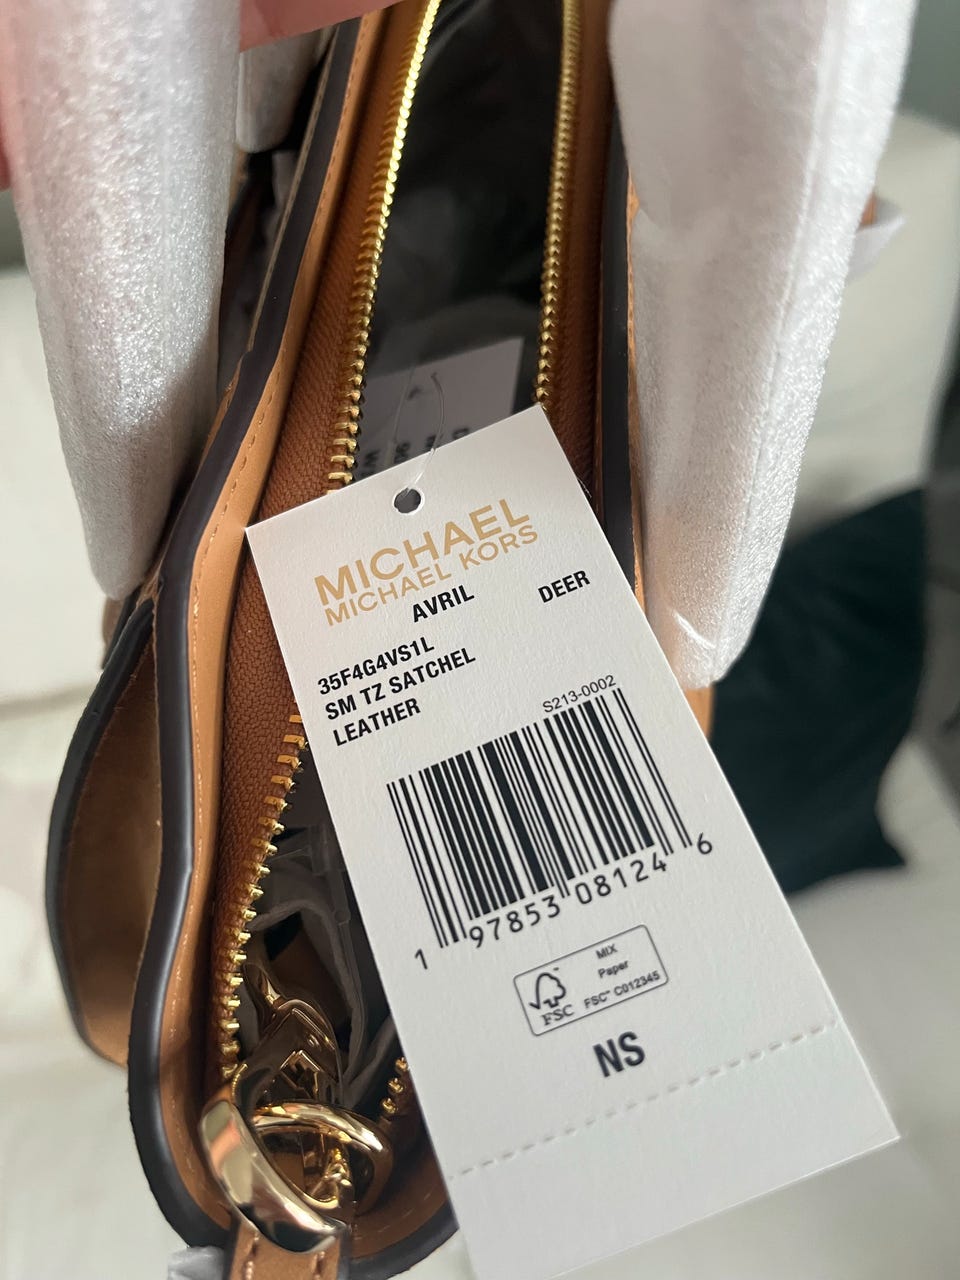 MICHAEL
MICHAEL KORS
AVRIL DEER
35F4G4VS1L
SM TZ SATCHEL
LEATHER
S213-0002
1 97853 08124 6
MIX
Paper
FSC™ C012345
FSC
NS